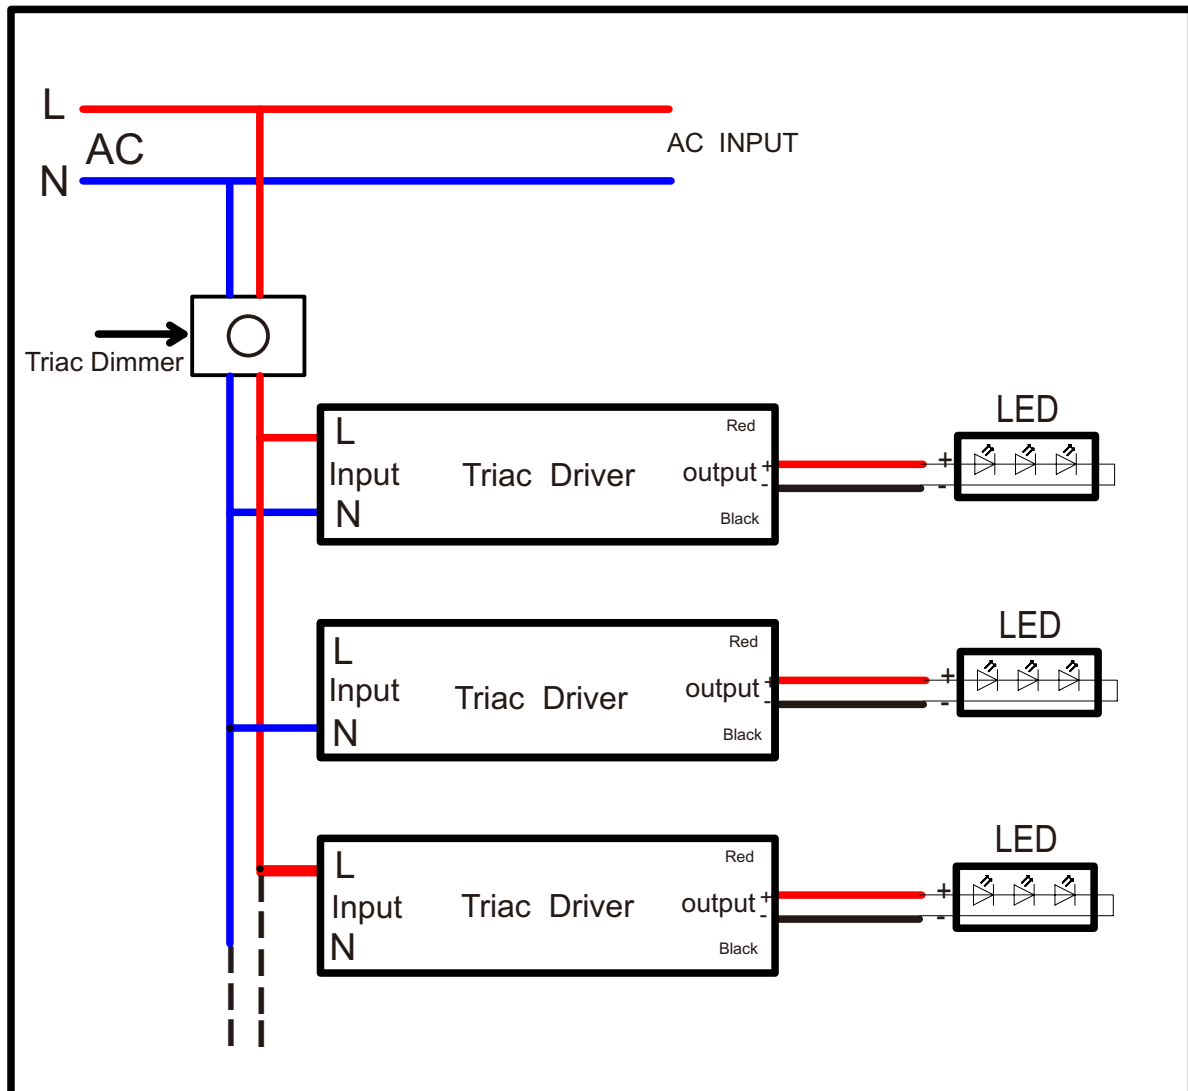 L
AC
N
AC INPUT
Triac Dimmer
L
Input
N
Triac Driver
Red
output
+
-
Black
LED
+
-
L
Input
N
Triac Driver
Red
output
+
-
Black
LED
+
-
L
Input
N
Triac Driver
Red
output
+
-
Black
LED
+
-